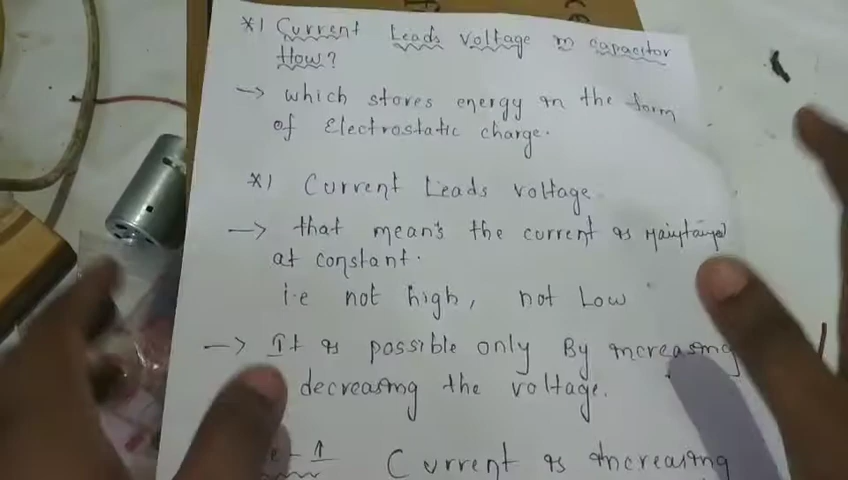 *) Current Leads Voltage in capacitor
How?
→ which stores energy in the form
of Electrostatic charge.
*) Current Leads voltage.
→ that mean's the current is Maintained
at constant.
i.e not high, not Low
→ It is possible only By increasing
decreasing the voltage.
Current is increasing